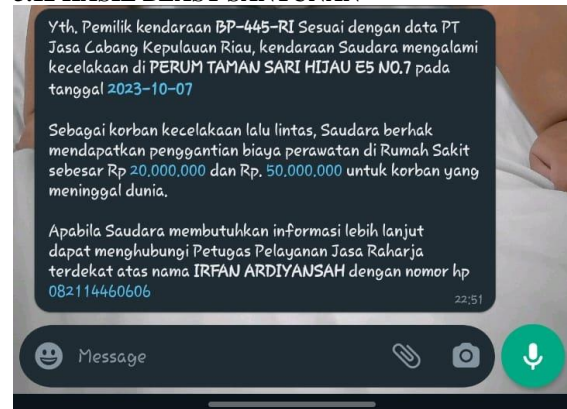 Yth. Pemilik kendaraan BP-445-RI Sesuai dengan data PT
Jasa Cabang Kepulauan Riau, kendaraan Saudara mengalami
kecelakaan di PERUM TAMAN SARI HIJAU E5 NO.7 pada
tanggal 2023-10-07
Sebagai korban kecelakaan lalu lintas, Saudara berhak
mendapatkan penggantian biaya perawatan di Rumah Sakit
sebesar Rp 20.000.000 dan Rp. 50.000.000 untuk korban yang
meninggal dunia.
Apabila Saudara membutuhkan informasi lebih lanjut
dapat menghubungi Petugas Pelayanan Jasa Raharja
terdekat atas nama IRFAN ARDIYANSAH dengan nomor hp
082114460606
22:51
Message